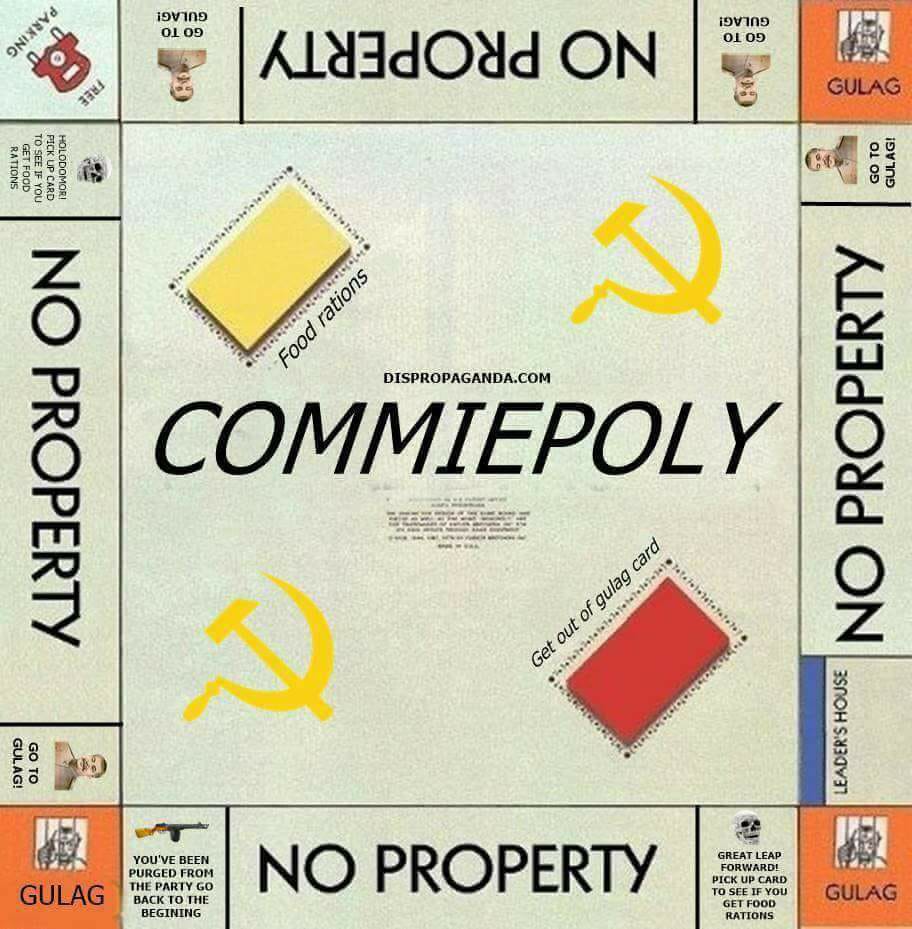 FREE
PARKING
GO TO
GULAG!
NO PROPERTY
GO TO
GULAG!
GULAG
HOLODOMOR!
PICK UP CARD
TO SEE IF YOU
GET FOOD
RATIONS
GO TO
GULAG!
Food rations
NO PROPERTY
NO PROPERTY
DISPROPAGANDA.COM
COMMIEPOLY
Get out of gulag card
LEADER'S HOUSE
GO TO
GULAG!
GULAG
YOU'VE BEEN
PURGED FROM
THE PARTY GO
BACK TO THE
BEGINING
NO PROPERTY
GREAT LEAP
FORWARD!
PICK UP CARD
TO SEE IF YOU
GET FOOD
RATIONS
GULAG